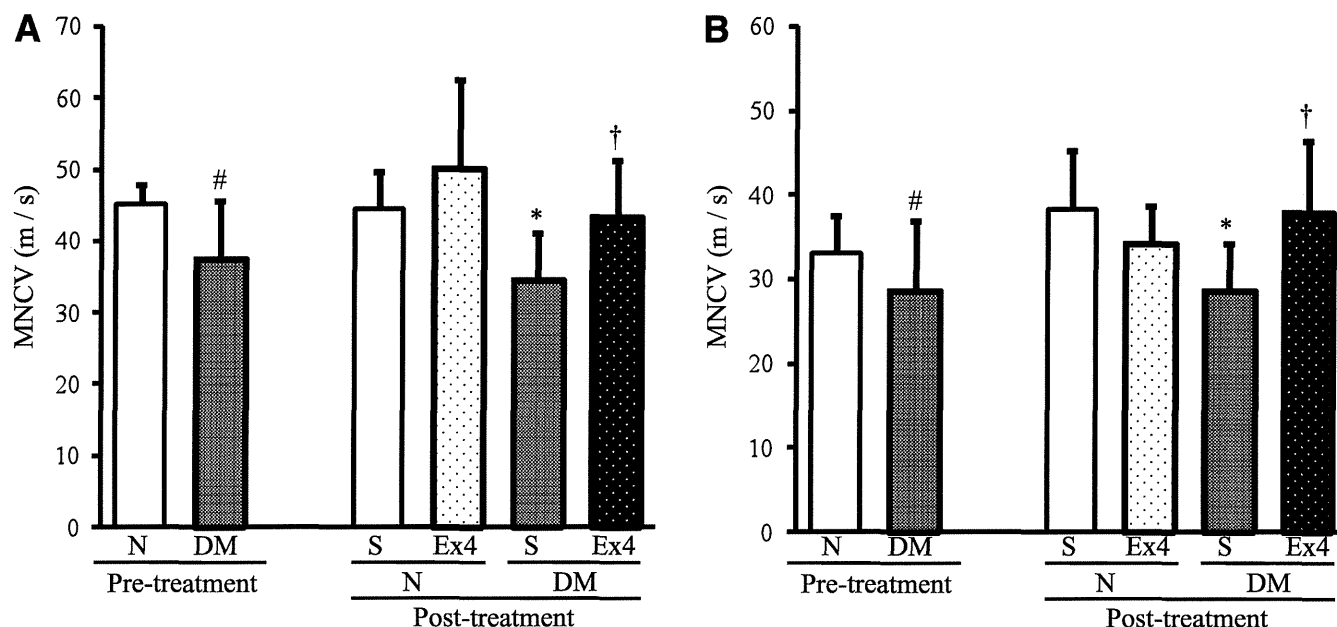 A
70
60
50
40
30
20
10
0
MNCV (m / s)
#
*
†
N DM S Ex4 S Ex4
Pre-treatment N DM
Post-treatment
B
60
50
40
30
20
10
0
MNCV (m / s)
#
*
†
N DM S Ex4 S Ex4
Pre-treatment N DM
Post-treatment